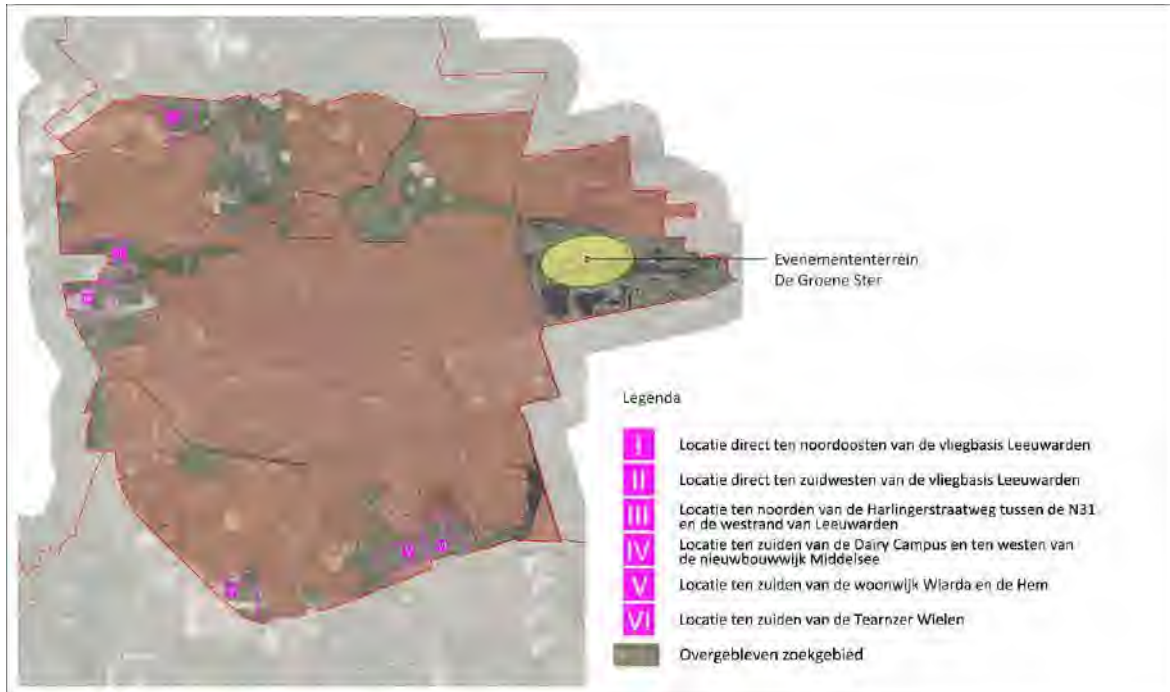 Evenemententerrein
De Groene Ster
Legenda
I Locatie direct ten noordoosten van de vliegbasis Leeuwarden
II Locatie direct ten zuidwesten van de vliegbasis Leeuwarden
III Locatie ten noorden van de Harlingerstraatweg tussen de N31
en de westrand van Leeuwarden
IV Locatie ten zuiden van de Dairy Campus en ten westen van
de nieuwbouwwijk Middelsee
V Locatie ten zuiden van de woonwijk Wiarda en de Hem
VI Locatie ten zuiden van de Tearnzer Wielen
Overgebleven zoekgebied